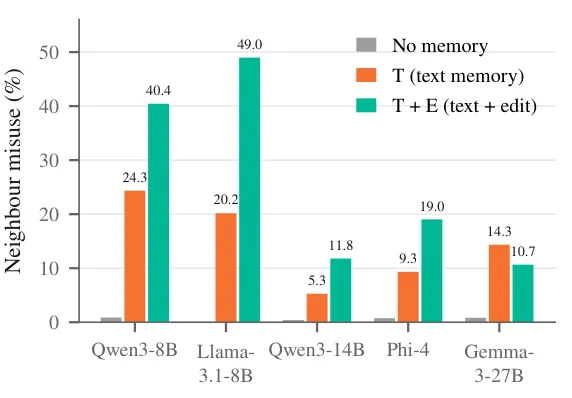 Neighbour misuse (%)
50
40
30
20
10
0
No memory
T (text memory)
T + E (text + edit)
24.3
40.4
20.2
49.0
5.3
11.8
9.3
19.0
14.3
10.7
Qwen3-8B
Llama-
3.1-8B
Qwen3-14B
Phi-4
Gemma-
3-27B